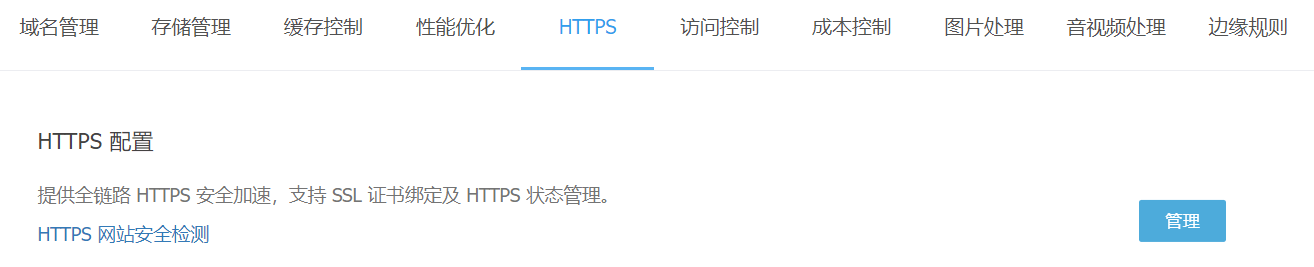 域名管理 存储管理 缓存控制 性能优化 HTTPS 访问控制 成本控制 图片处理 音视频处理 边缘规则
HTTPS 配置
提供全链路 HTTPS 安全加速，支持 SSL 证书绑定及 HTTPS 状态管理。
HTTPS 网站安全检测
管理